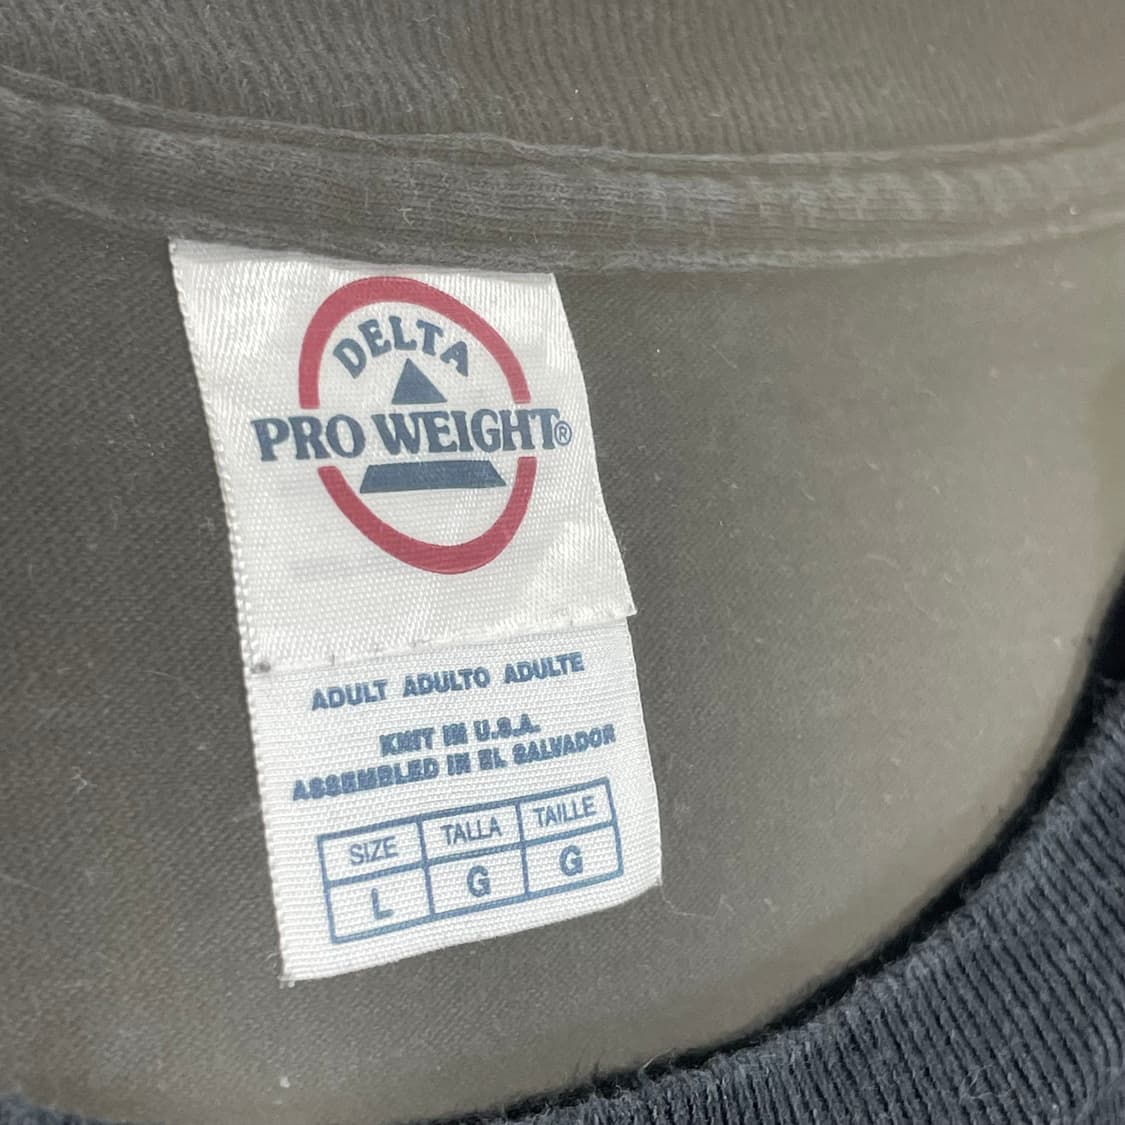 DELTA
PRO WEIGHT®
ADULT ADULTO ADULTE
KNIT IN U.S.A.
ASSEMBLED IN EL SALVADOR
SIZE TALLA TAILLE
L G G